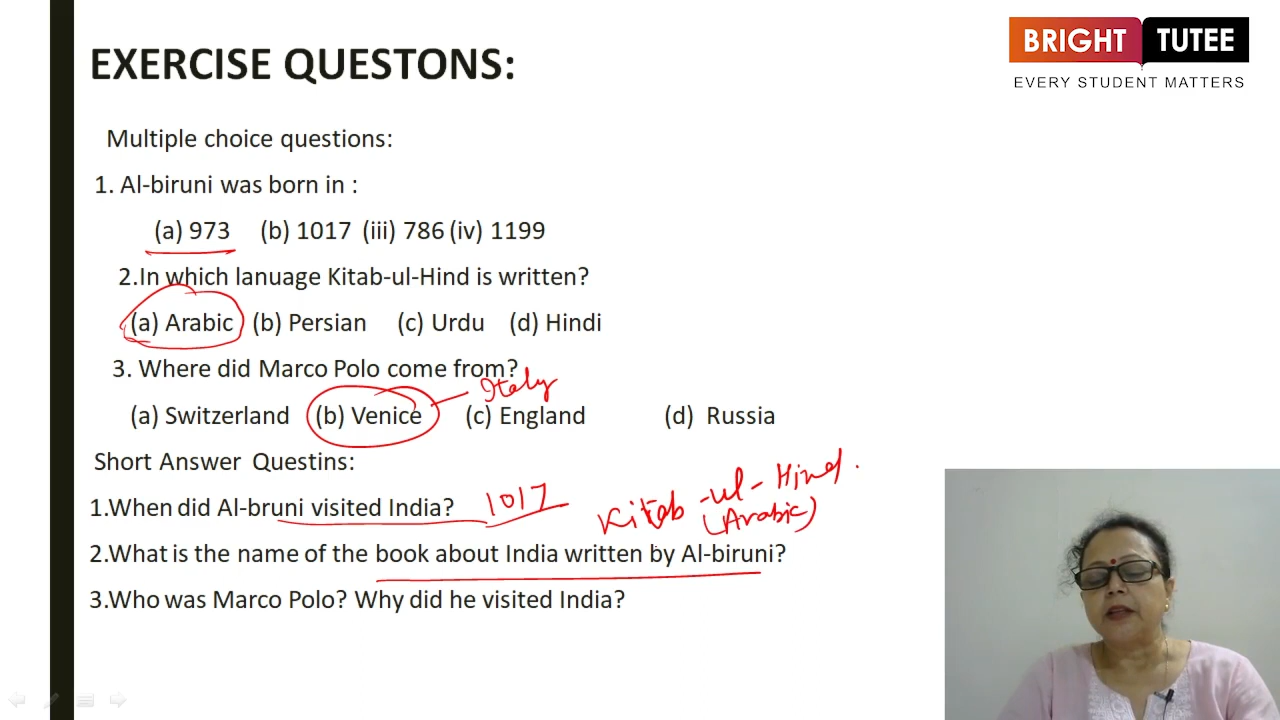 EXERCISE QUESTONS:
BRIGHT TUTEE
EVERY STUDENT MATTERS
Multiple choice questions:
1. Al-biruni was born in :
(a) 973 (b) 1017 (iii) 786 (iv) 1199
2.In which lanuage Kitab-ul-Hind is written?
(a) Arabic (b) Persian (c) Urdu (d) Hindi
3. Where did Marco Polo come from?
Italy
(a) Switzerland (b) Venice (c) England (d) Russia
Short Answer Questins:
1.When did Al-bruni visited India? 1017
Kitab-ul-Hind.
(Arabic)
2.What is the name of the book about India written by Al-biruni?
3.Who was Marco Polo? Why did he visited India?